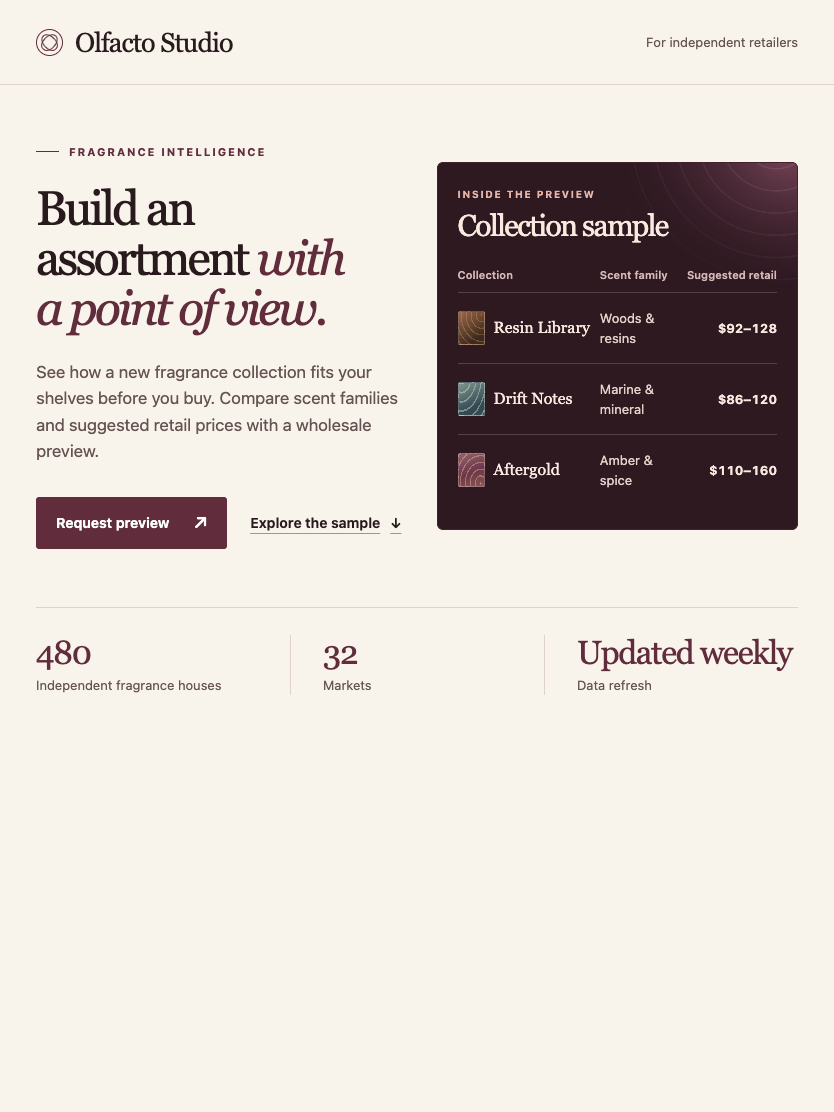 Olfacto Studio
For independent retailers
FRAGRANCE INTELLIGENCE
Build an
assortment with
a point of view.
See how a new fragrance collection fits your
shelves before you buy. Compare scent families
and suggested retail prices with a wholesale
preview.
Request preview
Explore the sample
INSIDE THE PREVIEW
Collection sample
Collection Scent family Suggested retail
Resin Library Woods & resins $92–128
Drift Notes Marine & mineral $86–120
Aftergold Amber & spice $110–160
480
Independent fragrance houses
32
Markets
Updated weekly
Data refresh